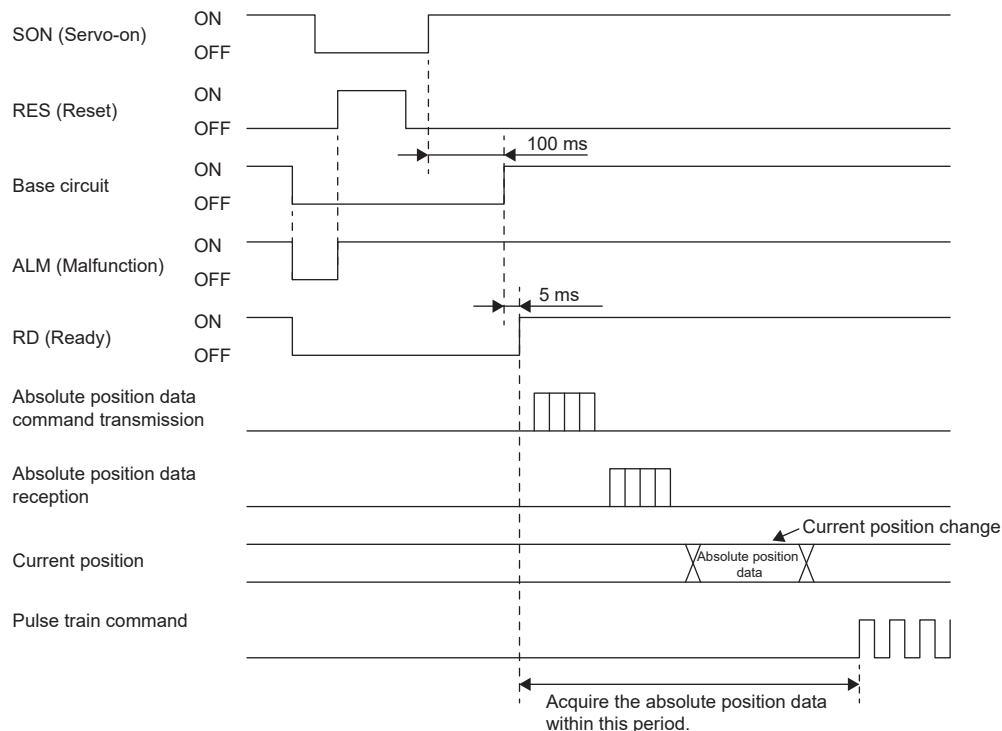 ON
SON (Servo-on)
OFF
ON
RES (Reset)
OFF
100 ms
ON
Base circuit
OFF
ON
ALM (Malfunction)
OFF
5 ms
ON
RD (Ready)
OFF
Absolute position data
command transmission
Absolute position data
reception
Current position change
Current position
Absolute position
data
Pulse train command
Acquire the absolute position data
within this period.